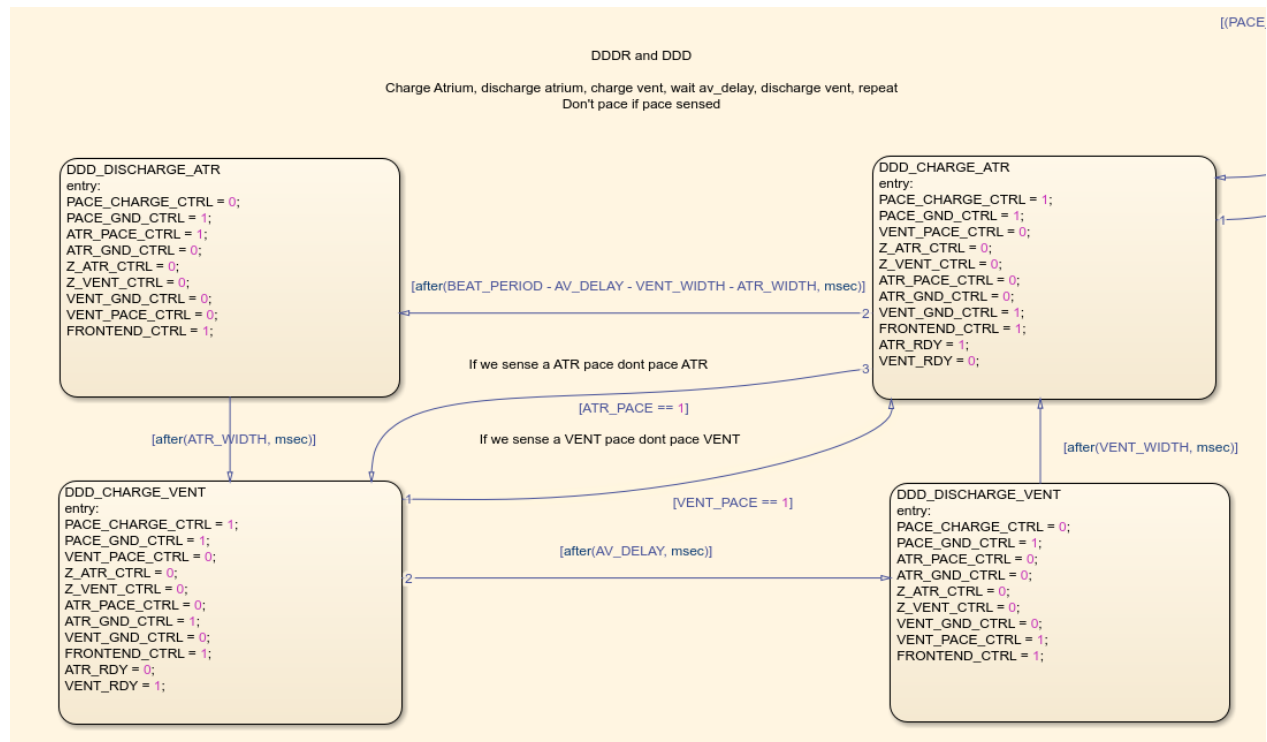 [(PACE_
DDDR and DDD
Charge Atrium, discharge atrium, charge vent, wait av_delay, discharge vent, repeat
Don't pace if pace sensed
DDD_DISCHARGE_ATR
entry:
PACE_CHARGE_CTRL = 0;
PACE_GND_CTRL = 1;
ATR_PACE_CTRL = 1;
ATR_GND_CTRL = 0;
Z_ATR_CTRL = 0;
Z_VENT_CTRL = 0;
VENT_GND_CTRL = 0;
VENT_PACE_CTRL = 0;
FRONTEND_CTRL = 1;
DDD_CHARGE_ATR
entry:
PACE_CHARGE_CTRL = 1;
PACE_GND_CTRL = 1;
VENT_PACE_CTRL = 0;
Z_ATR_CTRL = 0;
Z_VENT_CTRL = 0;
ATR_PACE_CTRL = 0;
ATR_GND_CTRL = 0;
VENT_GND_CTRL = 1;
FRONTEND_CTRL = 1;
ATR_RDY = 1;
VENT_RDY = 0;
1
[after(BEAT_PERIOD - AV_DELAY - VENT_WIDTH - ATR_WIDTH, msec)]
2
If we sense a ATR pace dont pace ATR
3
[ATR_PACE == 1]
[after(ATR_WIDTH, msec)]
If we sense a VENT pace dont pace VENT
[after(VENT_WIDTH, msec)]
DDD_CHARGE_VENT
entry:
PACE_CHARGE_CTRL = 1;
PACE_GND_CTRL = 1;
VENT_PACE_CTRL = 0;
Z_ATR_CTRL = 0;
Z_VENT_CTRL = 0;
ATR_PACE_CTRL = 0;
ATR_GND_CTRL = 1;
VENT_GND_CTRL = 0;
FRONTEND_CTRL = 1;
ATR_RDY = 0;
VENT_RDY = 1;
1
[VENT_PACE == 1]
[after(AV_DELAY, msec)]
2
DDD_DISCHARGE_VENT
entry:
PACE_CHARGE_CTRL = 0;
PACE_GND_CTRL = 1;
ATR_PACE_CTRL = 0;
ATR_GND_CTRL = 0;
Z_ATR_CTRL = 0;
Z_VENT_CTRL = 0;
VENT_GND_CTRL = 0;
VENT_PACE_CTRL = 1;
FRONTEND_CTRL = 1;